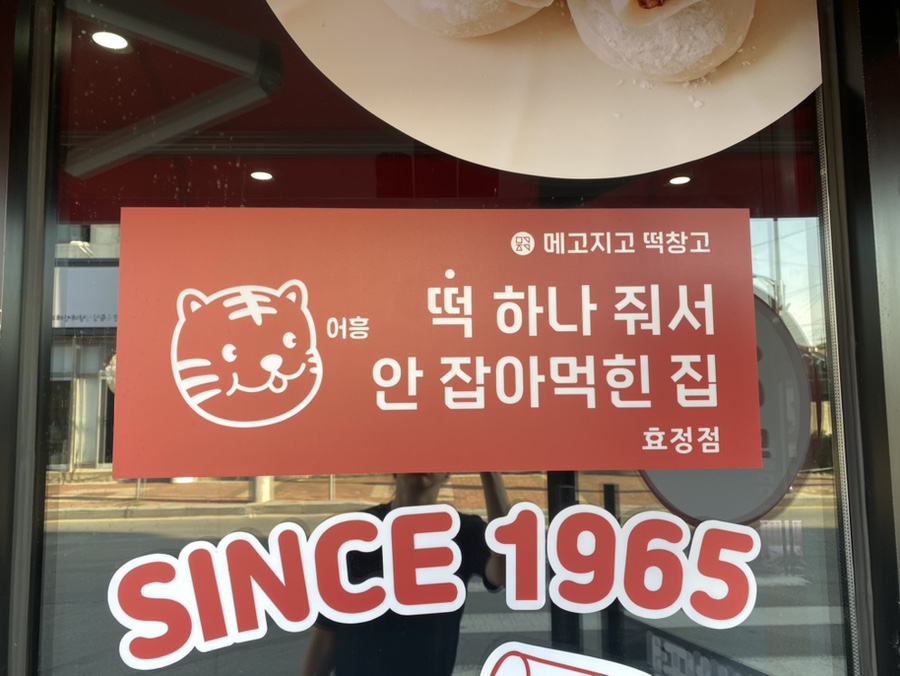 메고지고 떡창고
떡 하나 줘서
어흥
안 잡아먹힌 집
효정점
SINCE 1965